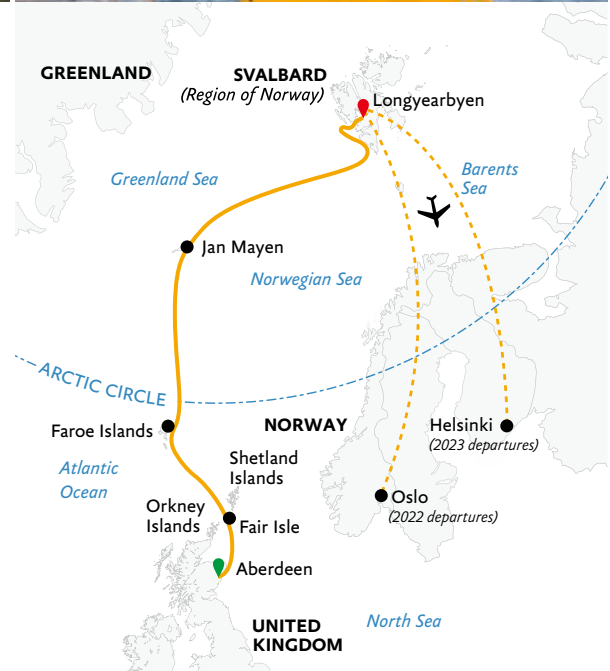 GREENLAND
SVALBARD
(Region of Norway)
Longyearbyen
Greenland Sea
Barents
Sea
Jan Mayen
Norwegian Sea
ARCTIC CIRCLE
Faroe Islands
NORWAY
Helsinki
(2023 departures)
Atlantic
Ocean
Shetland
Islands
Orkney
Islands
Fair Isle
Oslo
(2022 departures)
Aberdeen
UNITED
KINGDOM
North Sea